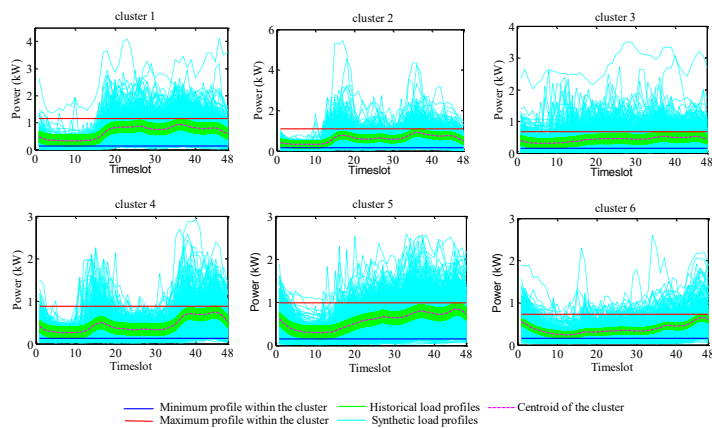 cluster 1
cluster 2
cluster 3
Power (kW)
4
3
2
1
0
0 10 20 30 40 48
Timeslot
Power (kW)
6
4
2
0
0 10 20 30 40 48
Timeslot
Power (kW)
4
3
2
1
0
0 10 20 30 40 48
Timeslot
cluster 4
cluster 5
cluster 6
Power (kW)
3
2
1
0
0 10 20 30 40 48
Timeslot
Power (kW)
3
2
1
0
0 10 20 30 40 48
Timeslot
Power (kW)
3
2
1
0
0 10 20 30 40 48
Timeslot
Minimum profile within the cluster Historical load profiles Centroid of the cluster
Maximum profile within the cluster Synthetic load profiles